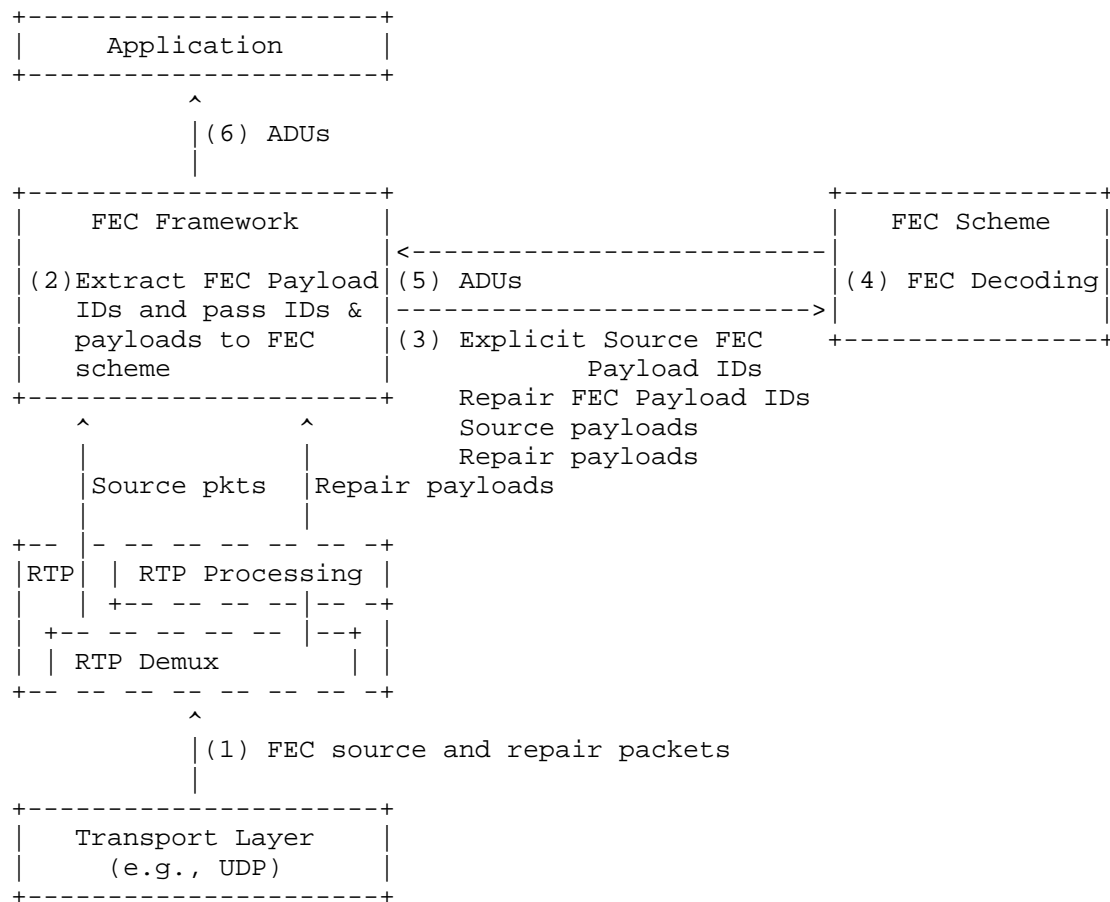 Application
(6) ADUs
FEC Framework FEC Scheme
(2)Extract FEC Payload (5) ADUs (4) FEC Decoding
IDs and pass IDs &
payloads to FEC (3) Explicit Source FEC
scheme Payload IDs
Repair FEC Payload IDs
Source payloads
Repair payloads
Source pkts Repair payloads
RTP RTP Processing
RTP Demux
(1) FEC source and repair packets
Transport Layer
(e.g., UDP)